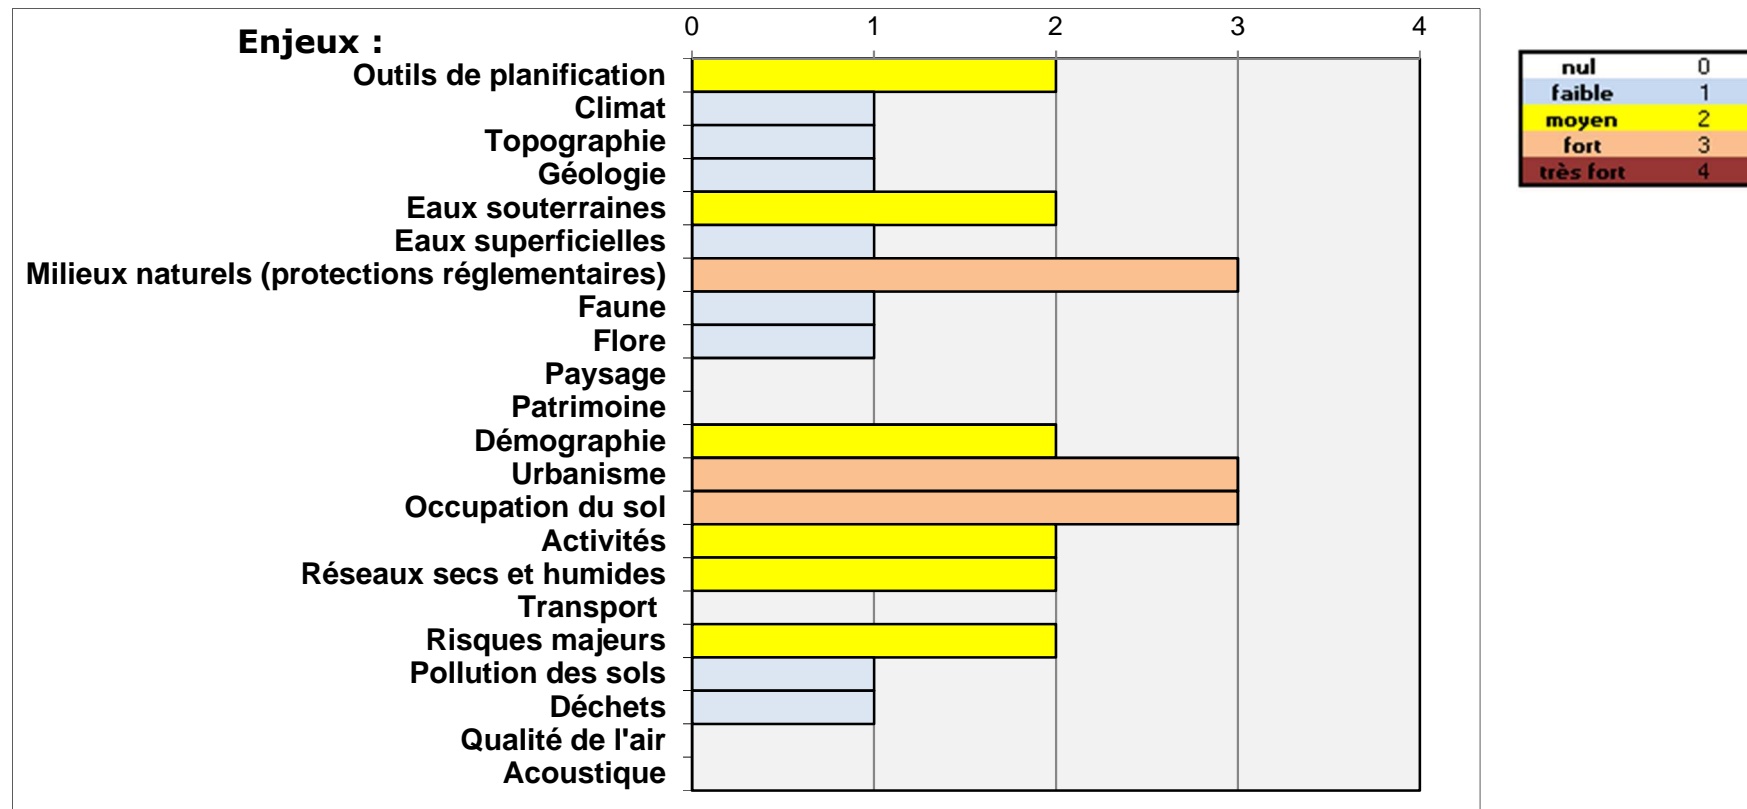 0 1 2 3 4
Enjeux :
Outils de planification
Climat
Topographie
Géologie
Eaux souterraines
Eaux superficielles
Milieux naturels (protections réglementaires)
Faune
Flore
Paysage
Patrimoine
Démographie
Urbanisme
Occupation du sol
Activités
Réseaux secs et humides
Transport
Risques majeurs
Pollution des sols
Déchets
Qualité de l'air
Acoustique
nul 0
faible 1
moyen 2
fort 3
très fort 4